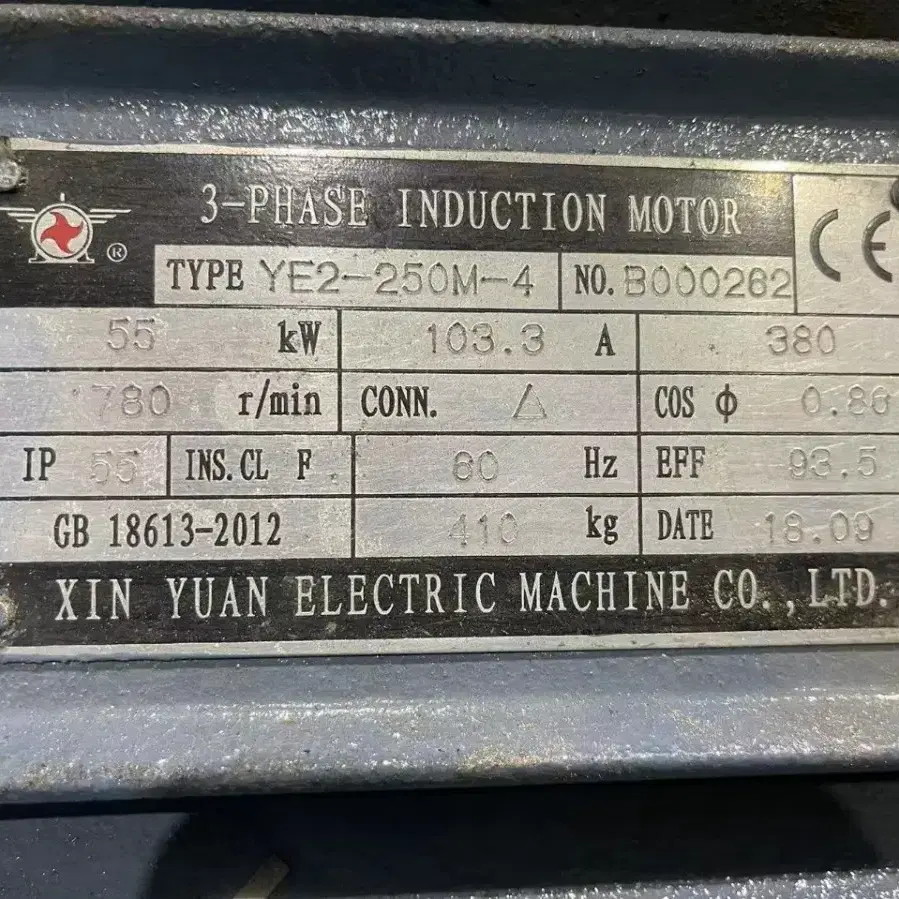 3-PHASE INDUCTION MOTOR CE
® TYPE YE2-250M-4 NO. B000262
55 kW 103.3 A 380
780 r/min CONN. △ COS ϕ 0.86
IP 55 INS.CL F 60 Hz EFF 93.5
GB 18613-2012 410 kg DATE 18.09
XIN YUAN ELECTRIC MACHINE CO.,LTD.